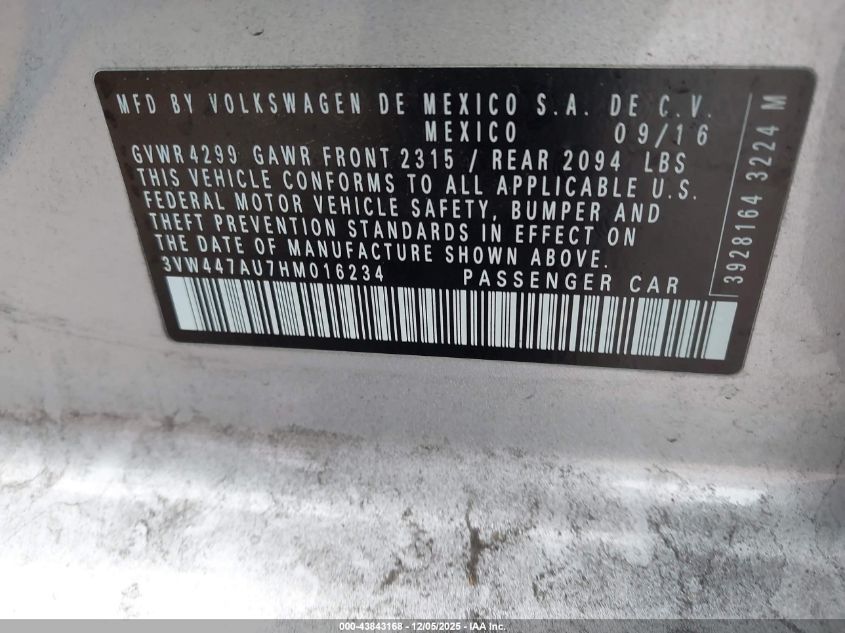 MFD BY VOLKSWAGEN DE MEXICO S.A. DE C.V.
MEXICO 09/16
GVWR 4299 GAWR FRONT 2315 / REAR 2094 LBS
THIS VEHICLE CONFORMS TO ALL APPLICABLE U.S.
FEDERAL MOTOR VEHICLE SAFETY, BUMPER AND
THEFT PREVENTION STANDARDS IN EFFECT ON
THE DATE OF MANUFACTURE SHOWN ABOVE.
3VW447AU7HM016234 PASSENGER CAR
3928164 3224 M
000-43843168 - 12/05/2025 - IAA, Inc.